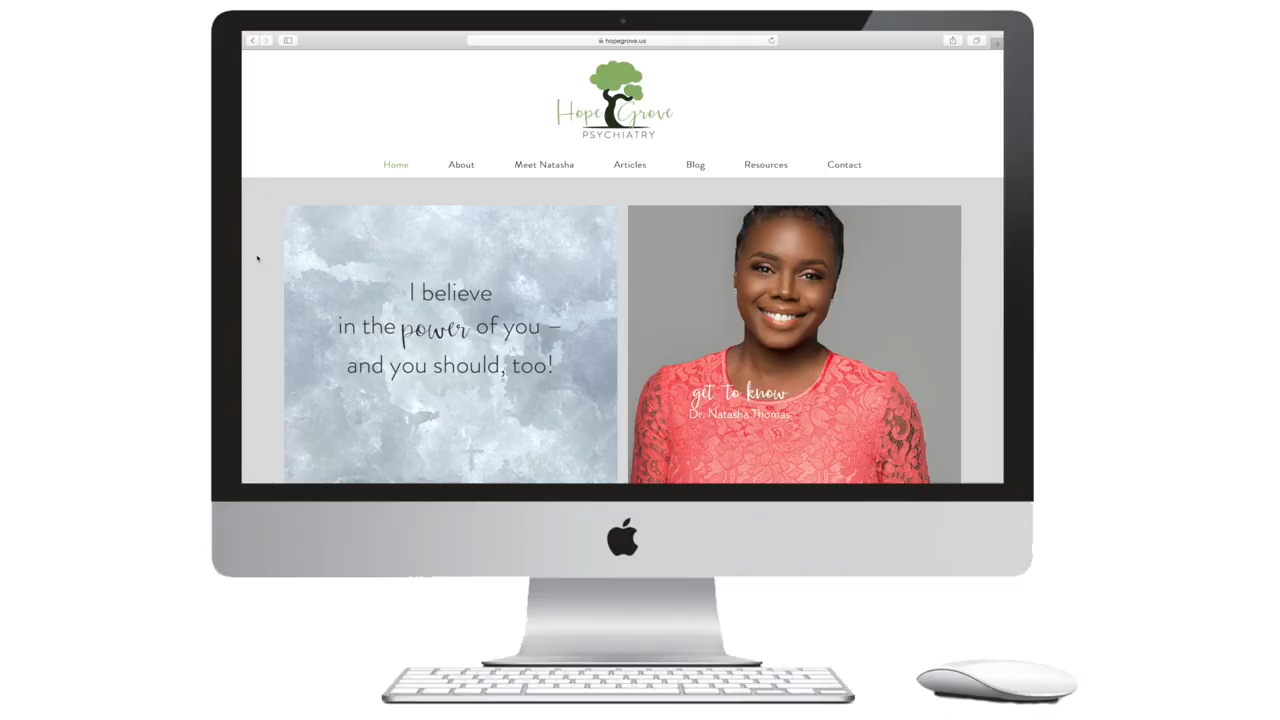 hopegrove.us
Hope Grove
PSYCHIATRY
Home About Meet Natasha Articles Blog Resources Contact
I believe
in the power of you –
and you should, too!
get to know
Dr. Natasha Thomas